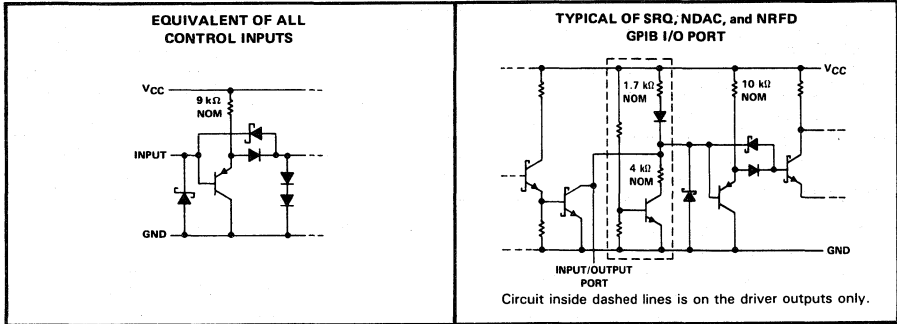 EQUIVALENT OF ALL
CONTROL INPUTS
VCC
9 kΩ
NOM
INPUT
GND
TYPICAL OF SRQ, NDAC, and NRFD
GPIB I/O PORT
VCC
1.7 kΩ
NOM
10 kΩ
NOM
4 kΩ
NOM
GND
INPUT/OUTPUT
PORT
Circuit inside dashed lines is on the driver outputs only.